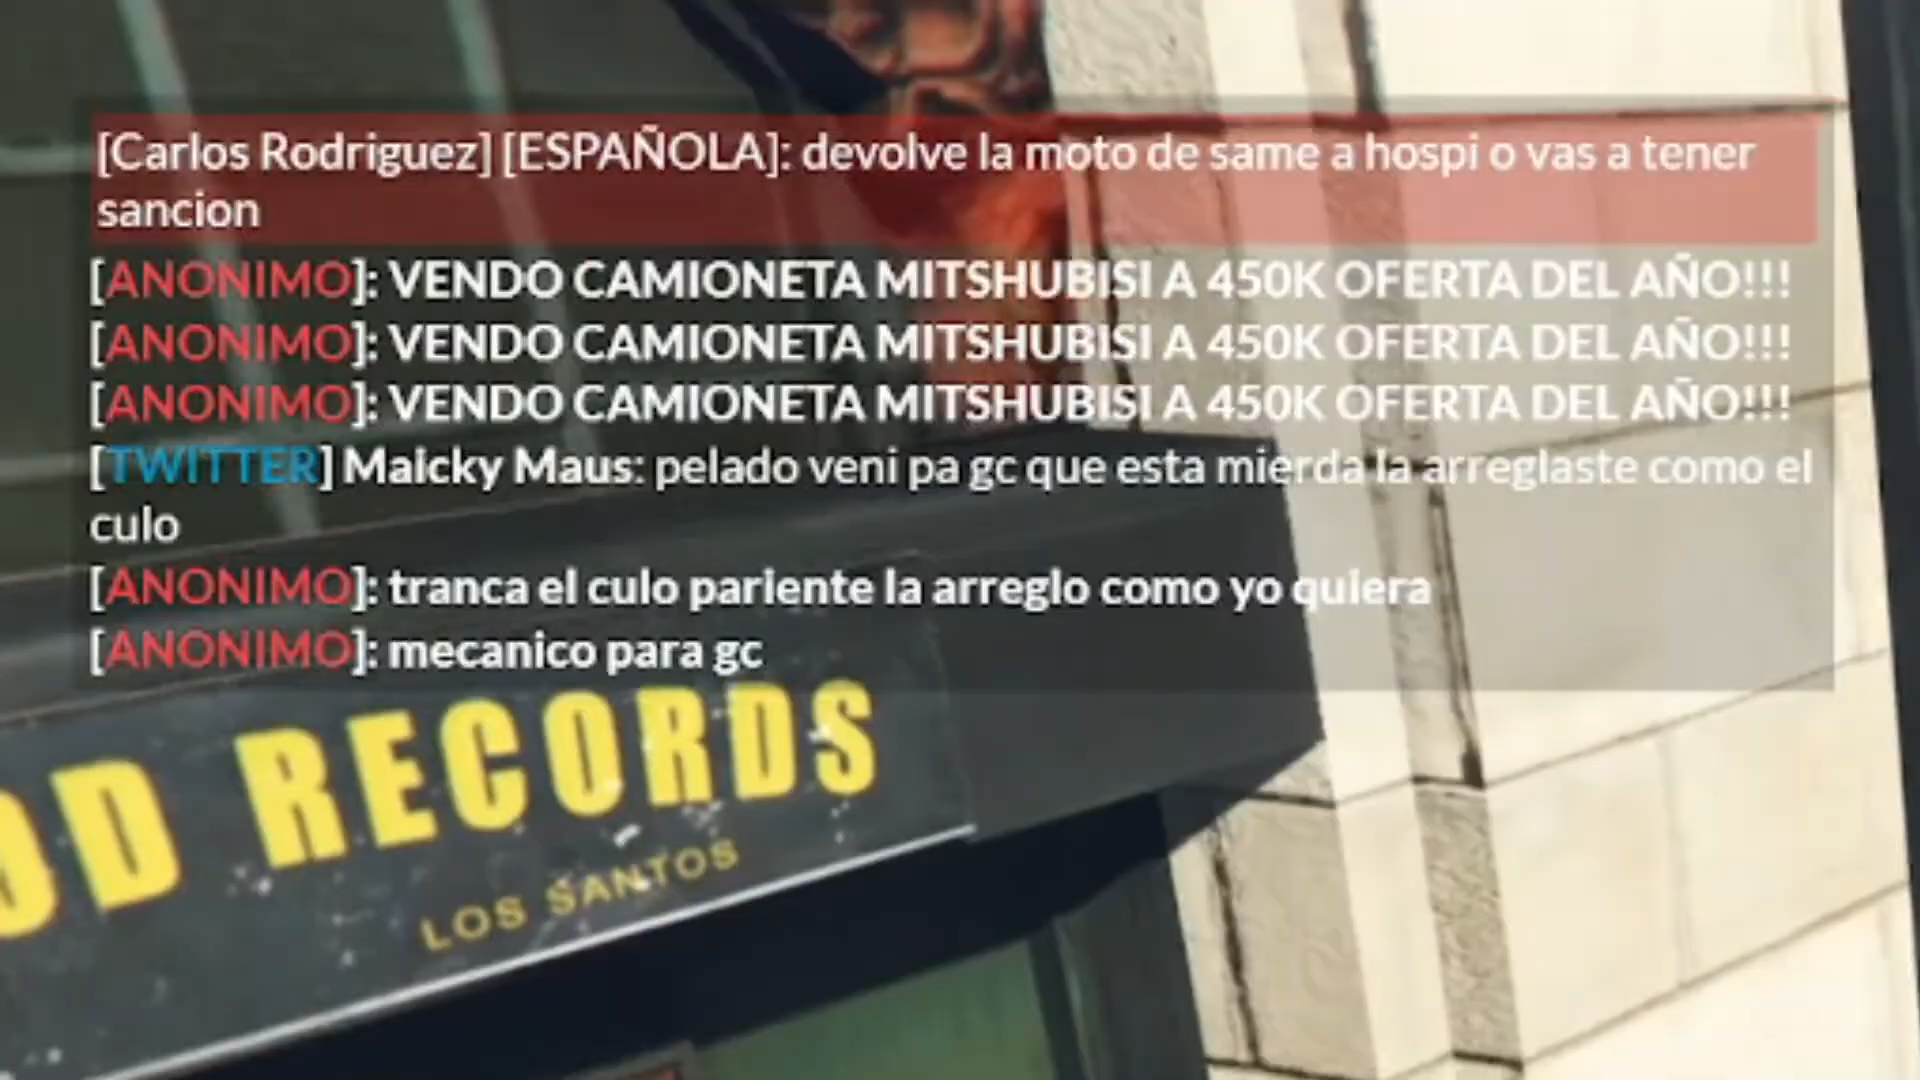 [Carlos Rodriguez] [ESPAÑOLA]: devolve la moto de same a hospi o vas a tener
sancion
[ANONIMO]: VENDO CAMIONETA MITSHUBISI A 450K OFERTA DEL AÑO!!!
[ANONIMO]: VENDO CAMIONETA MITSHUBISI A 450K OFERTA DEL AÑO!!!
[ANONIMO]: VENDO CAMIONETA MITSHUBISI A 450K OFERTA DEL AÑO!!!
[TWITTER] Maicky Maus: pelado veni pa gc que esta mierda la arreglaste como el
culo
[ANONIMO]: tranca el culo pariente la arreglo como yo quiera
[ANONIMO]: mecanico para gc
OD RECORDS
LOS SANTOS